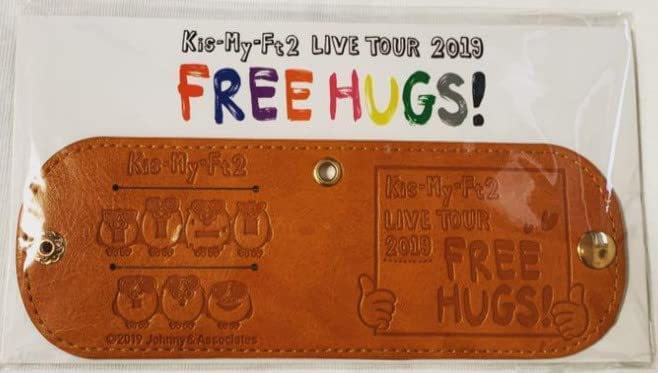 Kis-My-Ft2 LIVE TOUR 2019
FREE HUGS!
Kis-My-Ft2
©2019 Johnny&Associates
Kis-My-Ft2
LIVE TOUR
2019
FREE
HUGS!